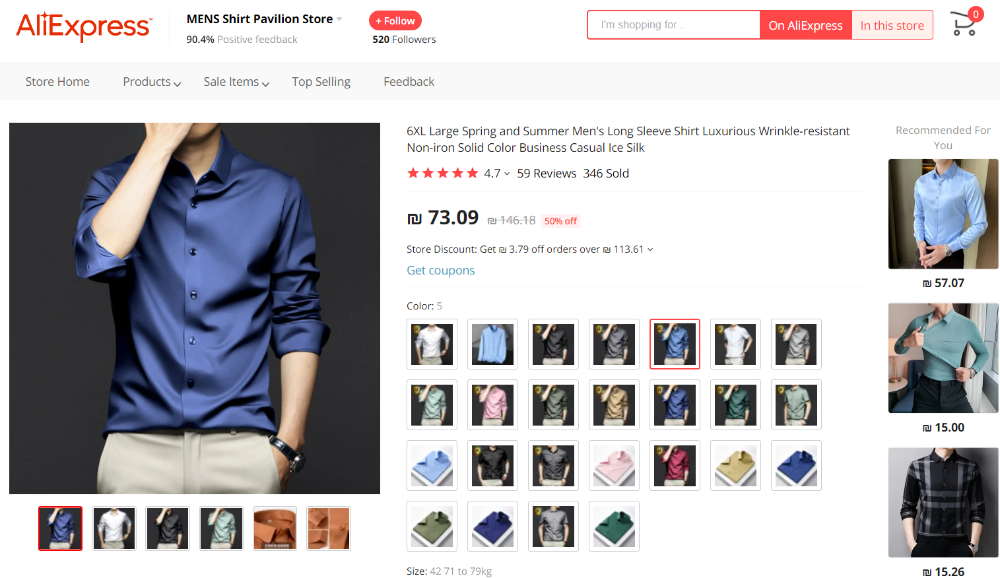 AliExpress™
MENS Shirt Pavilion Store
90.4% Positive feedback
+ Follow
520 Followers
I'm shopping for...
On AliExpress
In this store
0
Store Home
Products
Sale Items
Top Selling
Feedback
6XL Large Spring and Summer Men's Long Sleeve Shirt Luxurious Wrinkle-resistant
Non-iron Solid Color Business Casual Ice Silk
4.7
59 Reviews
346 Sold
₪ 73.09
₪ 146.18
50% off
Store Discount: Get ₪ 3.79 off orders over ₪ 113.61
Get coupons
Color: 5
Size: 42 71 to 79kg
Recommended For
You
₪ 57.07
₪ 15.00
₪ 15.26